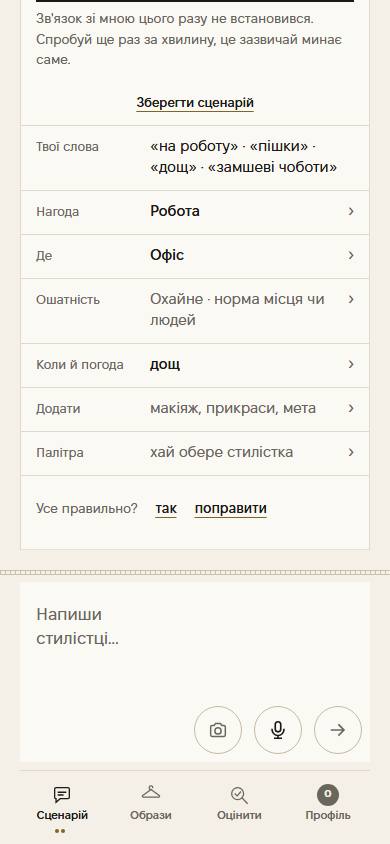 Зв'язок зі мною цього разу не встановився.
Спробуй ще раз за хвилину, це зазвичай минає
саме.
Зберегти сценарій
Твої слова «на роботу» · «пішки» ·
«дощ» · «замшеві чоботи»
Нагода Робота
Де Офіс
Ошатність Охайне · норма місця чи
людей
Коли й погода дощ
Додати макіяж, прикраси, мета
Палітра хай обере стилістка
Усе правильно? так поправити
Напиши
стилістці...
Сценарій Образи Оцінити О Профіль